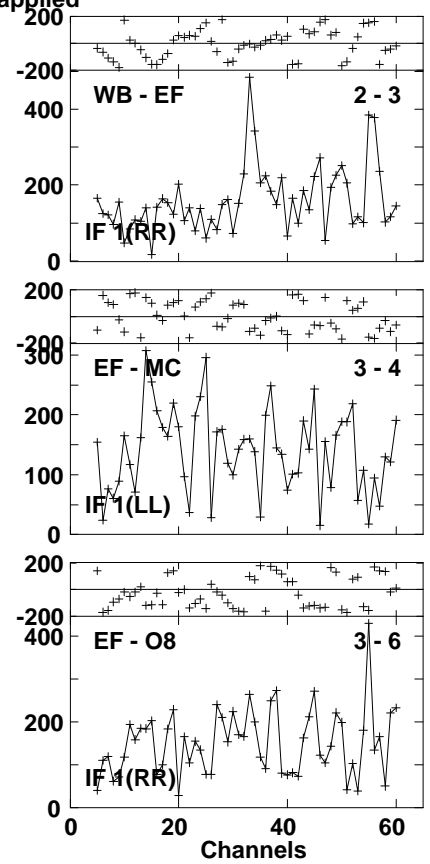 applied
200
-200
WB - EF 2 - 3
400
200
IF 1(RR)
0
200
-200
300
EF - MC 3 - 4
200
100
IF 1(LL)
0
200
-200
400
EF - O8 3 - 6
200
IF 1(RR)
0
0 20 40 60
Channels